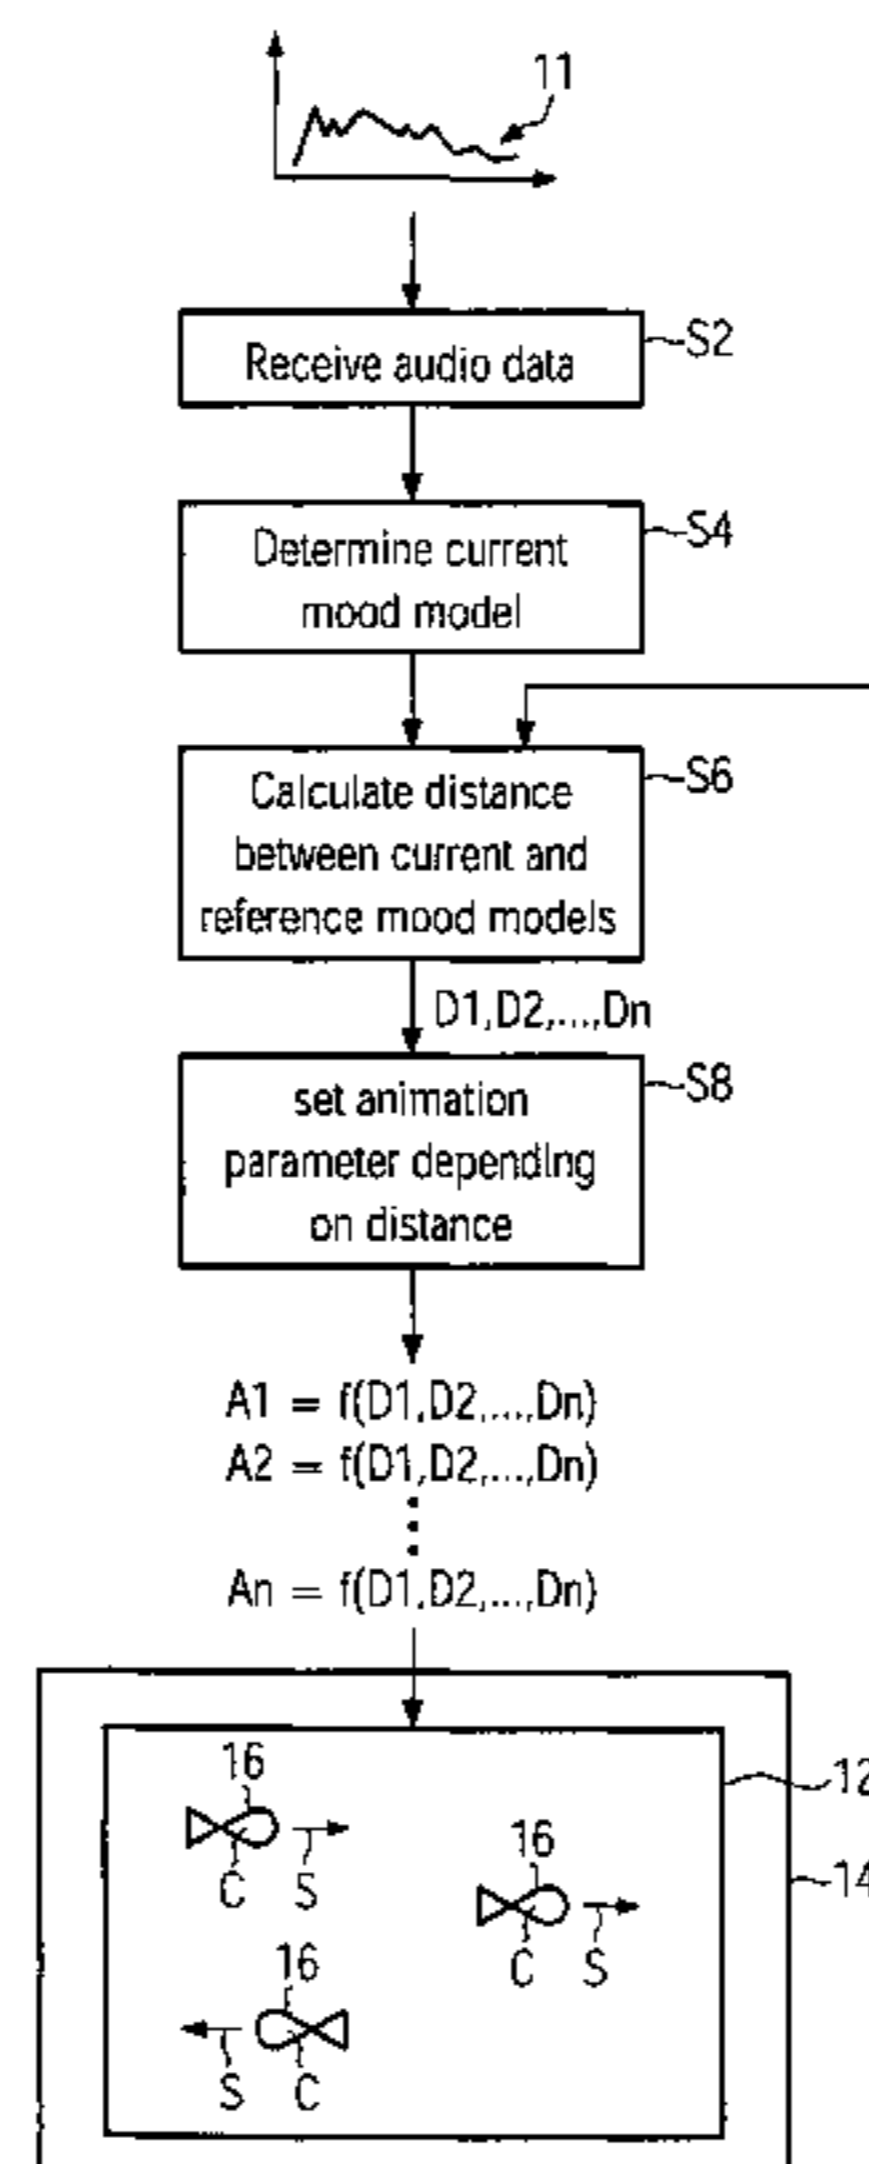 11
Receive audio data
S2
Determine current
mood model
S4
Calculate distance
between current and
reference mood models
S6
D1,D2,...,Dn
set animation
parameter depending
on distance
S8
A1 = f(D1,D2,...,Dn)
A2 = f(D1,D2,...,Dn)
An = f(D1,D2,...,Dn)
16
C S
16
C S
16
S C
12
14